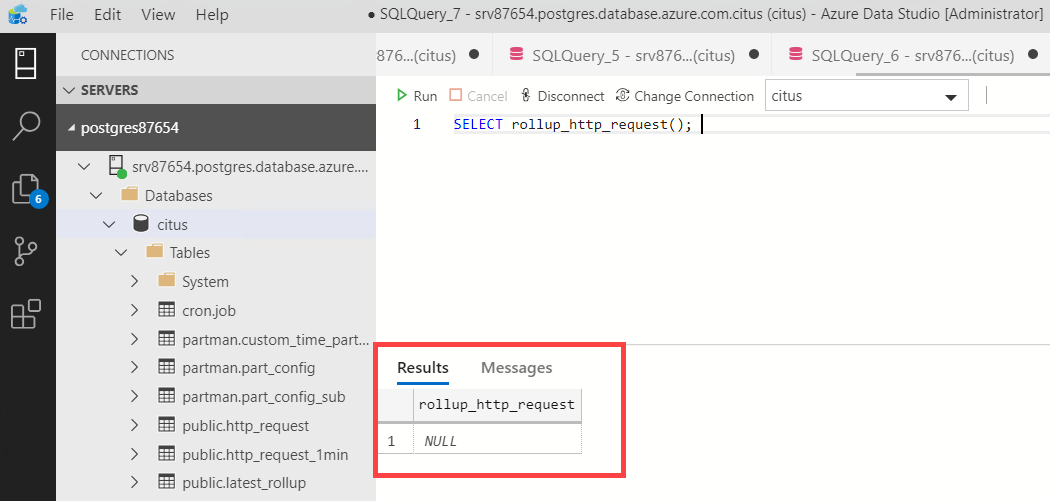 File Edit View Help
● SQLQuery_7 - srv87654.postgres.database.azure.com.citus (citus) - Azure Data Studio [Administrator]
CONNECTIONS
SERVERS
postgres87654
srv87654.postgres.database.azure....
Databases
citus
Tables
System
cron.job
partman.custom_time_part...
partman.part_config
partman.part_config_sub
public.http_request
public.http_request_1min
public.latest_rollup
6
876...(citus)
SQLQuery_5 - srv876...(citus)
SQLQuery_6 - srv876...(citus)
Run Cancel Disconnect Change Connection citus
1 SELECT rollup_http_request();
Results Messages
rollup_http_request
1 NULL